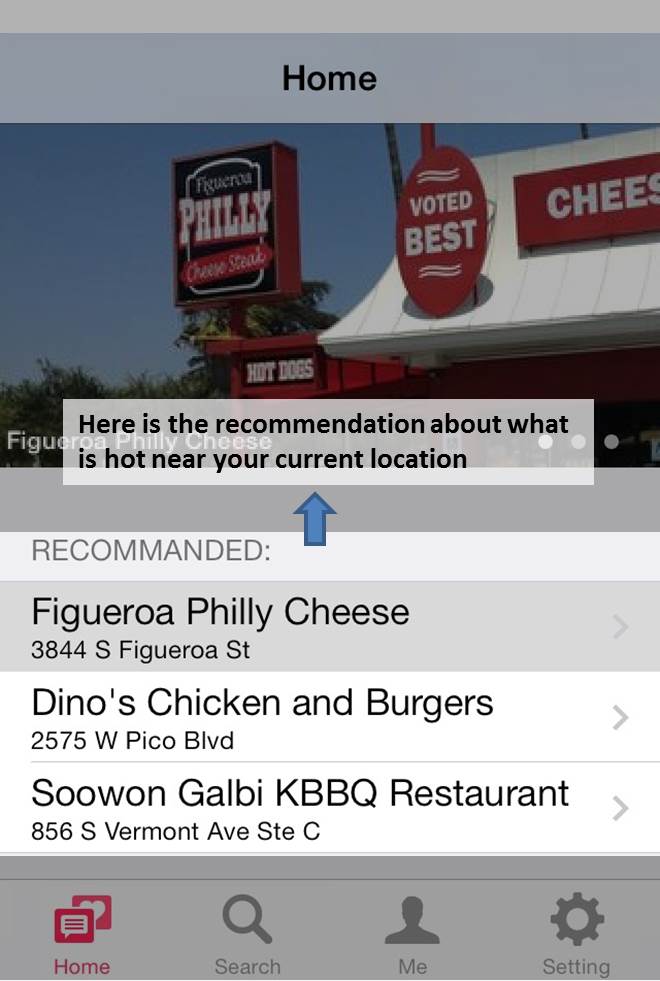 Home
Figueroa
PHILLY
Cheese Steak
VOTED
BEST
CHEES
HOT DOGS
Figueroa Philly Cheese
Here is the recommendation about what
is hot near your current location
RECOMMANDED:
Figueroa Philly Cheese
3844 S Figueroa St
Dino's Chicken and Burgers
2575 W Pico Blvd
Soowon Galbi KBBQ Restaurant
856 S Vermont Ave Ste C
Home
Search
Me
Setting